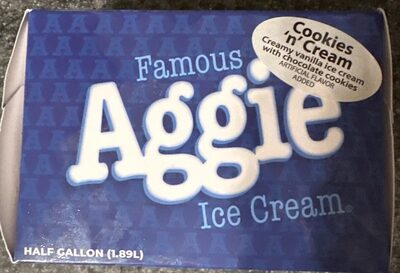 Famous
Aggie
Ice Cream®
Cookies
'n' Cream
Creamy vanilla ice cream
with chocolate cookies
ARTIFICIAL FLAVOR
ADDED
HALF GALLON (1.89L)